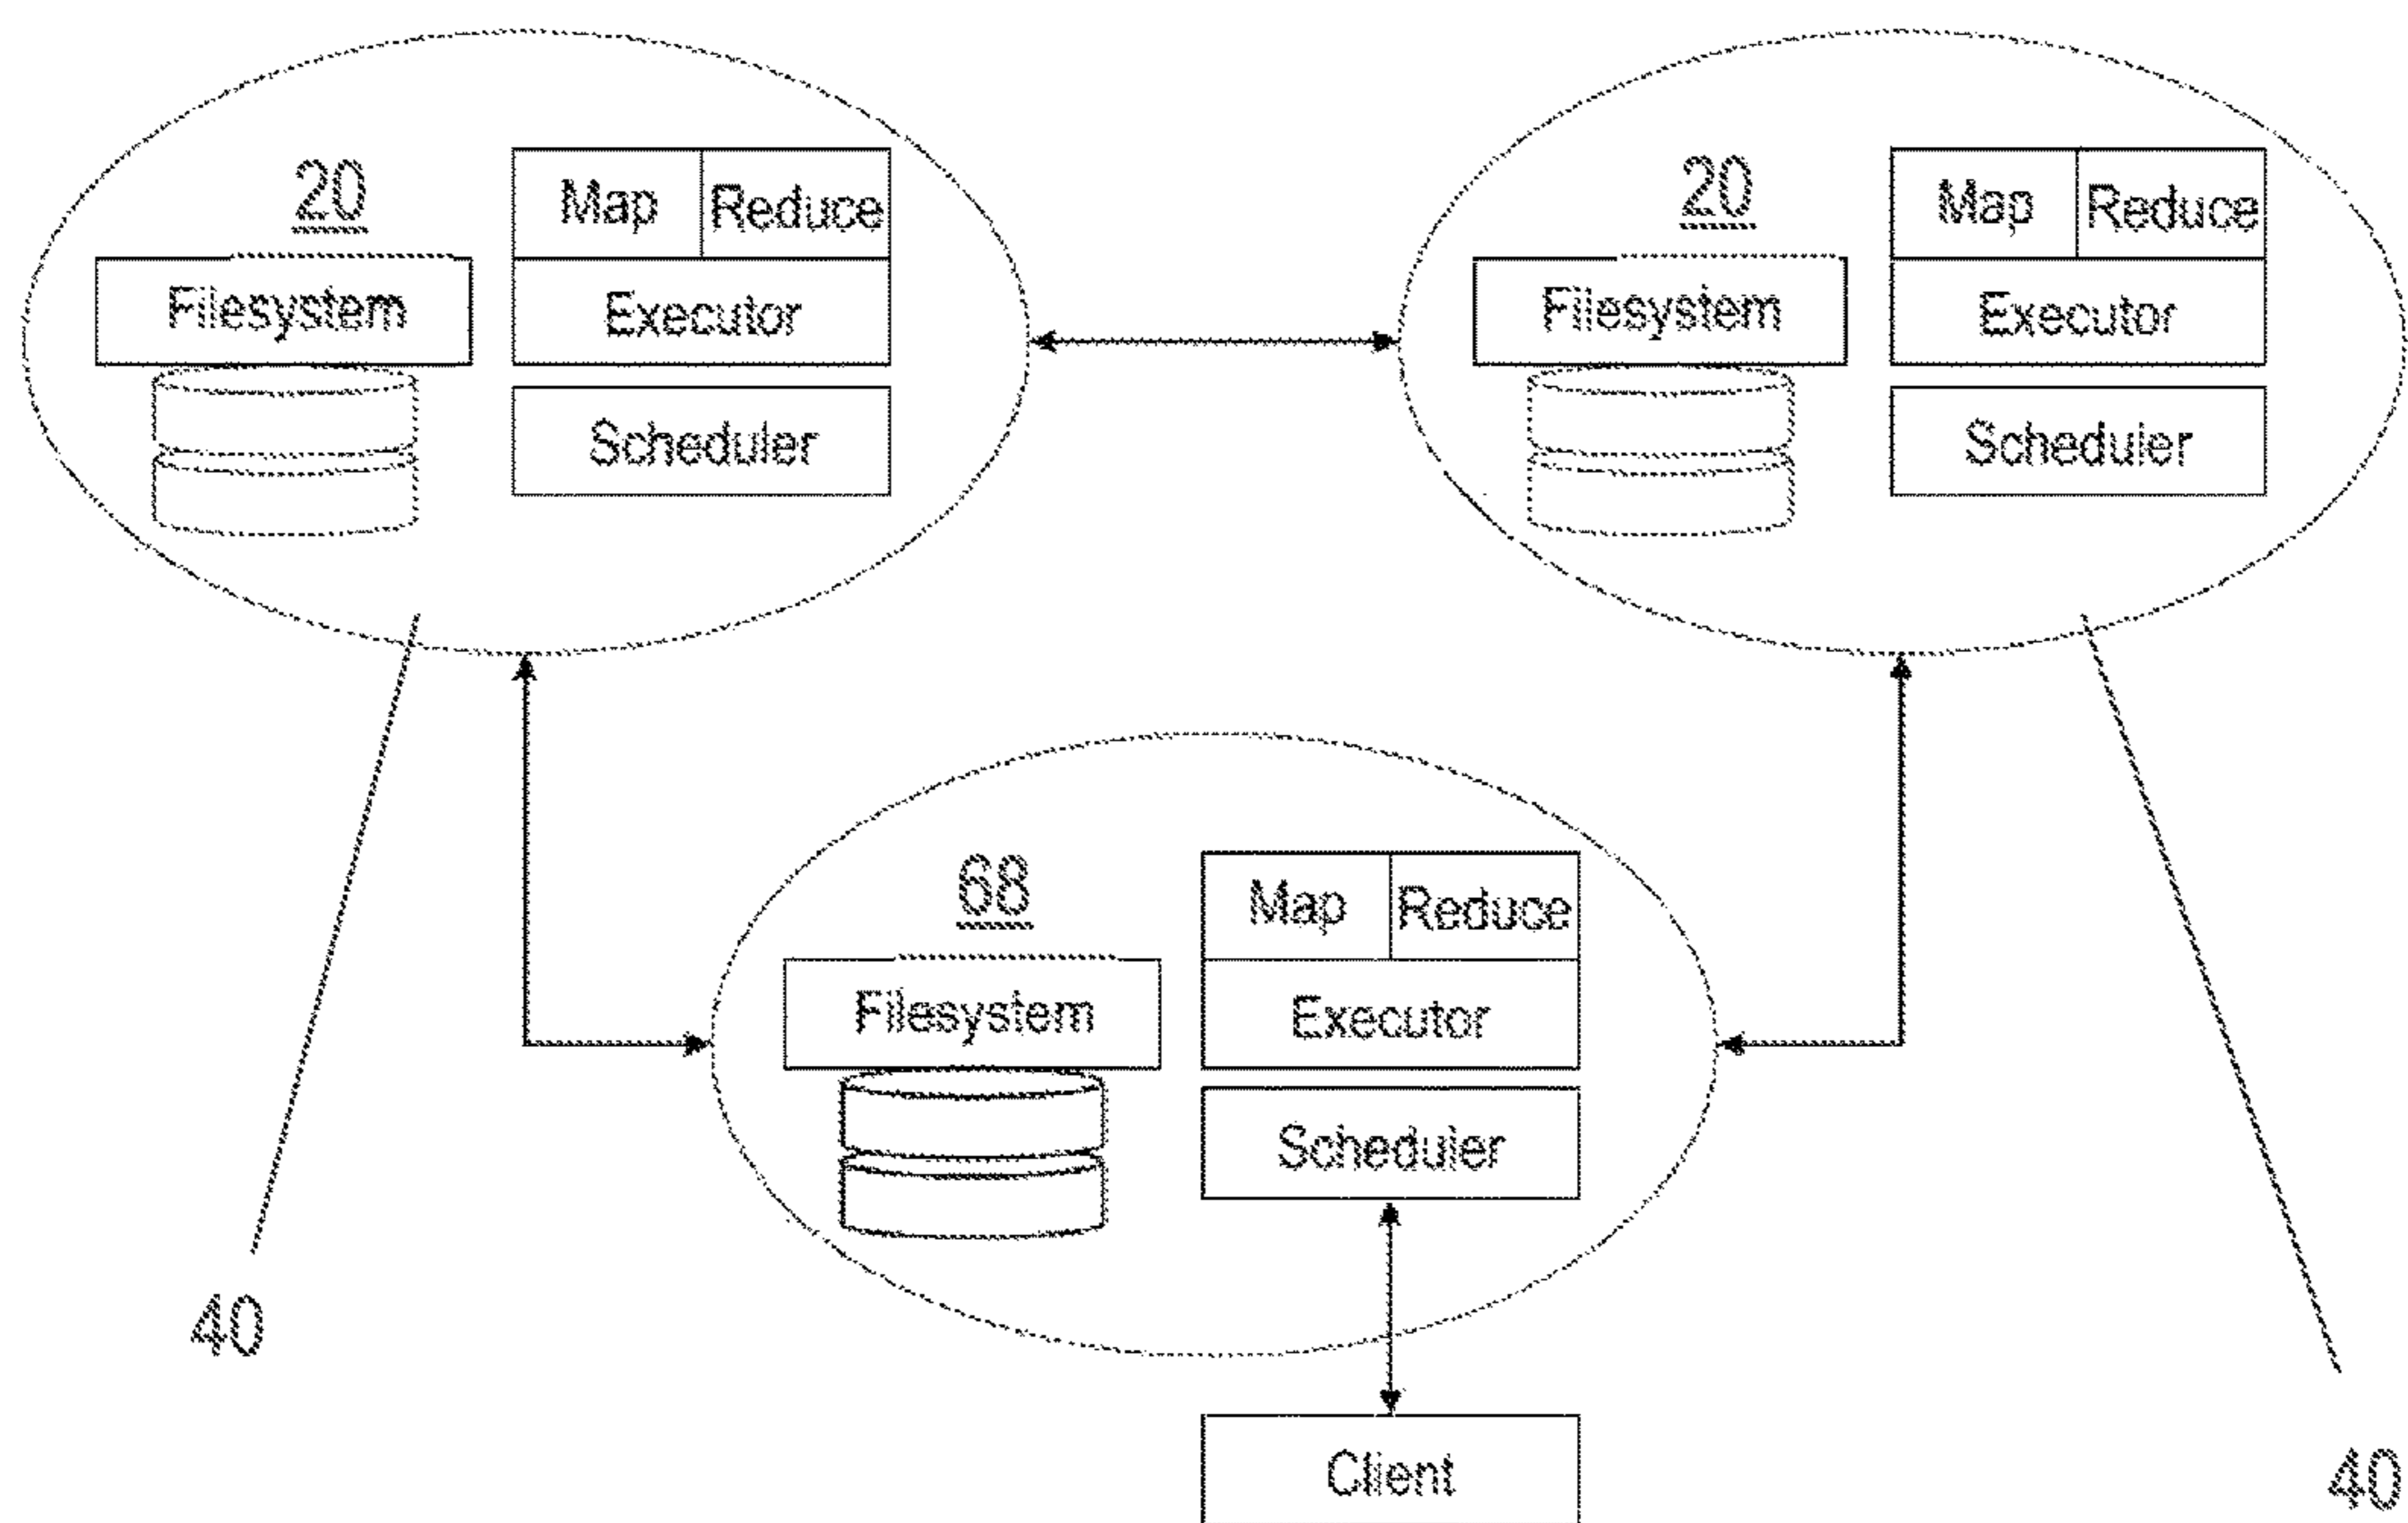 20
Map Reduce
Filesystem
Executor
Scheduler
20
Map Reduce
Filesystem
Executor
Scheduler
68
Map Reduce
Filesystem
Executor
Scheduler
40
Client
40